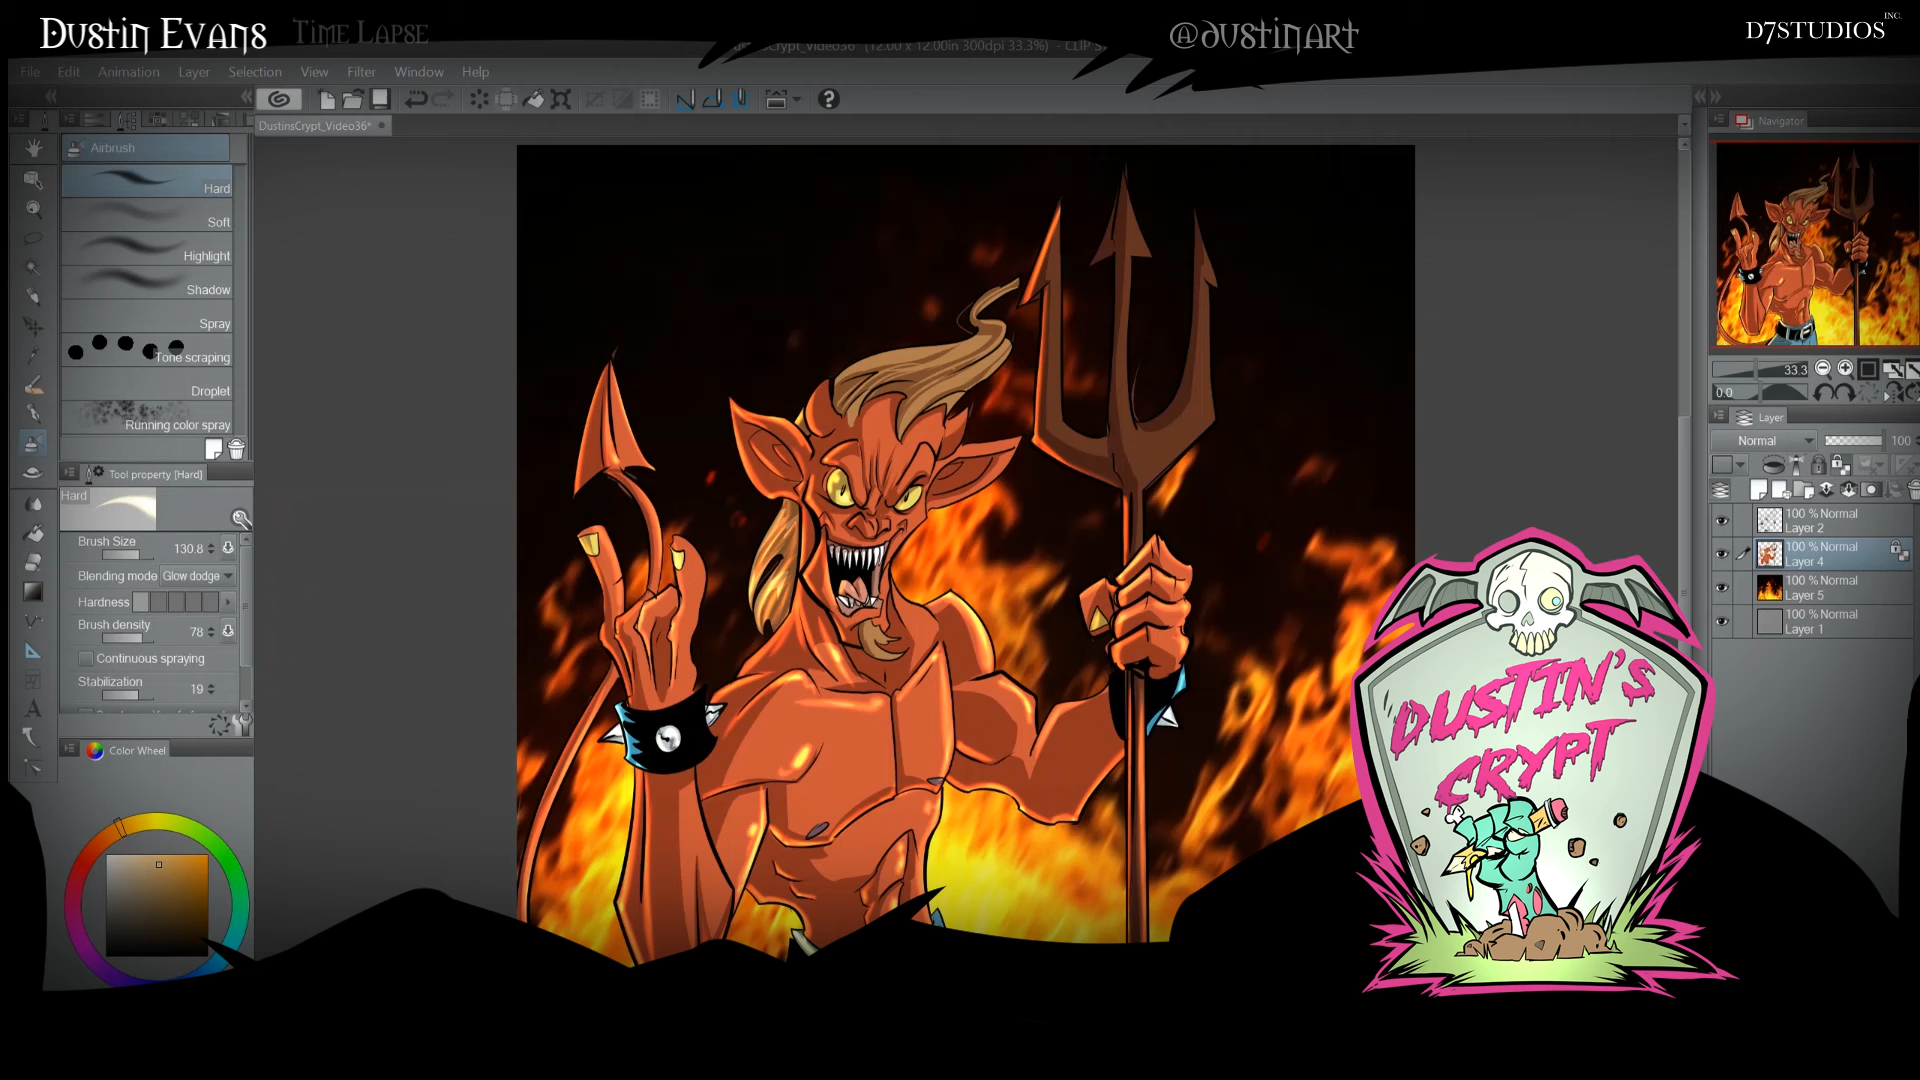 Dustin Evans Time Lapse
@dustinart
D7STUDIOS INC.
File Edit Animation Layer Selection View Filter Window Help
DustinsCrypt_Video36*
Airbrush
Hard
Soft
Highlight
Shadow
Spray
Tone scraping
Droplet
Running color spray
Tool property [Hard]
Hard
Brush Size 130.8
Blending mode Glow dodge
Hardness
Brush density 78
Continuous spraying
Stabilization 19
Color Wheel
Navigator
33.3
0.0
Layer
Normal 100
100 % Normal
Layer 2
100 % Normal
Layer 4
100 % Normal
Layer 5
100 % Normal
Layer 1
DUSTIN'S
CRYPT